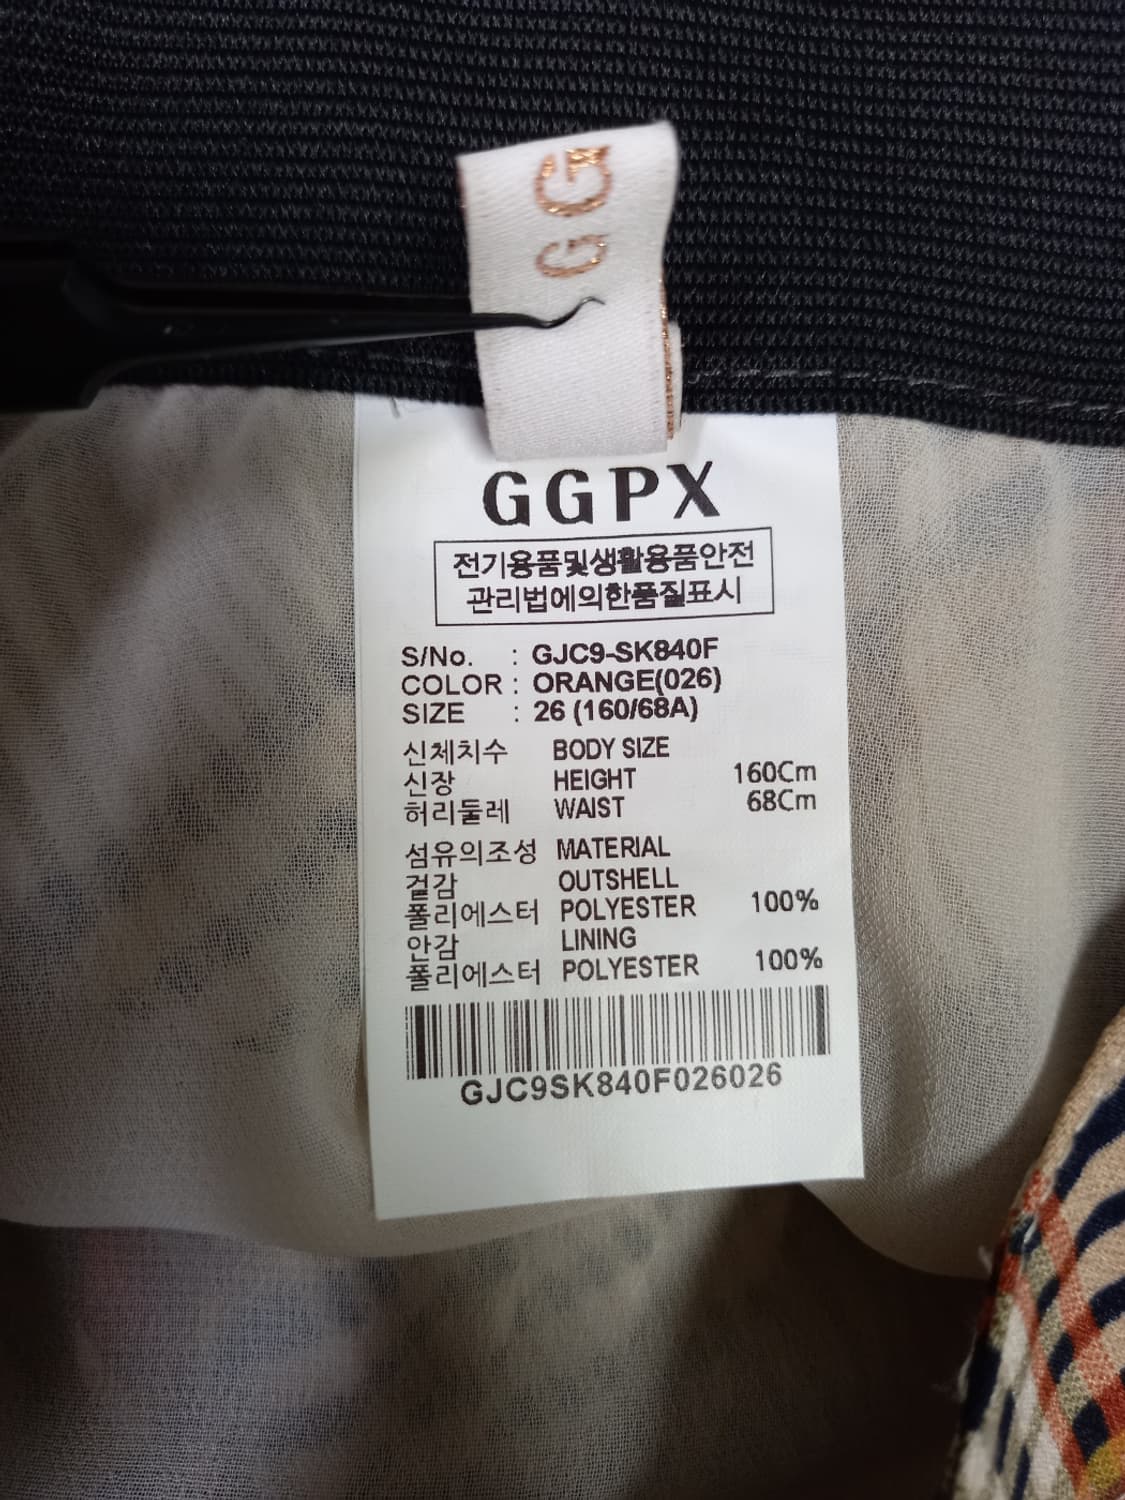 GG
GGPX
전기용품및생활용품안전
관리법에의한품질표시
S/No. : GJC9-SK840F
COLOR : ORANGE(026)
SIZE : 26 (160/68A)
신체치수 BODY SIZE
신장 HEIGHT 160Cm
허리둘레 WAIST 68Cm
섬유의조성 MATERIAL
겉감 OUTSHELL
폴리에스터 POLYESTER 100%
안감 LINING
폴리에스터 POLYESTER 100%
GJC9SK840F026026